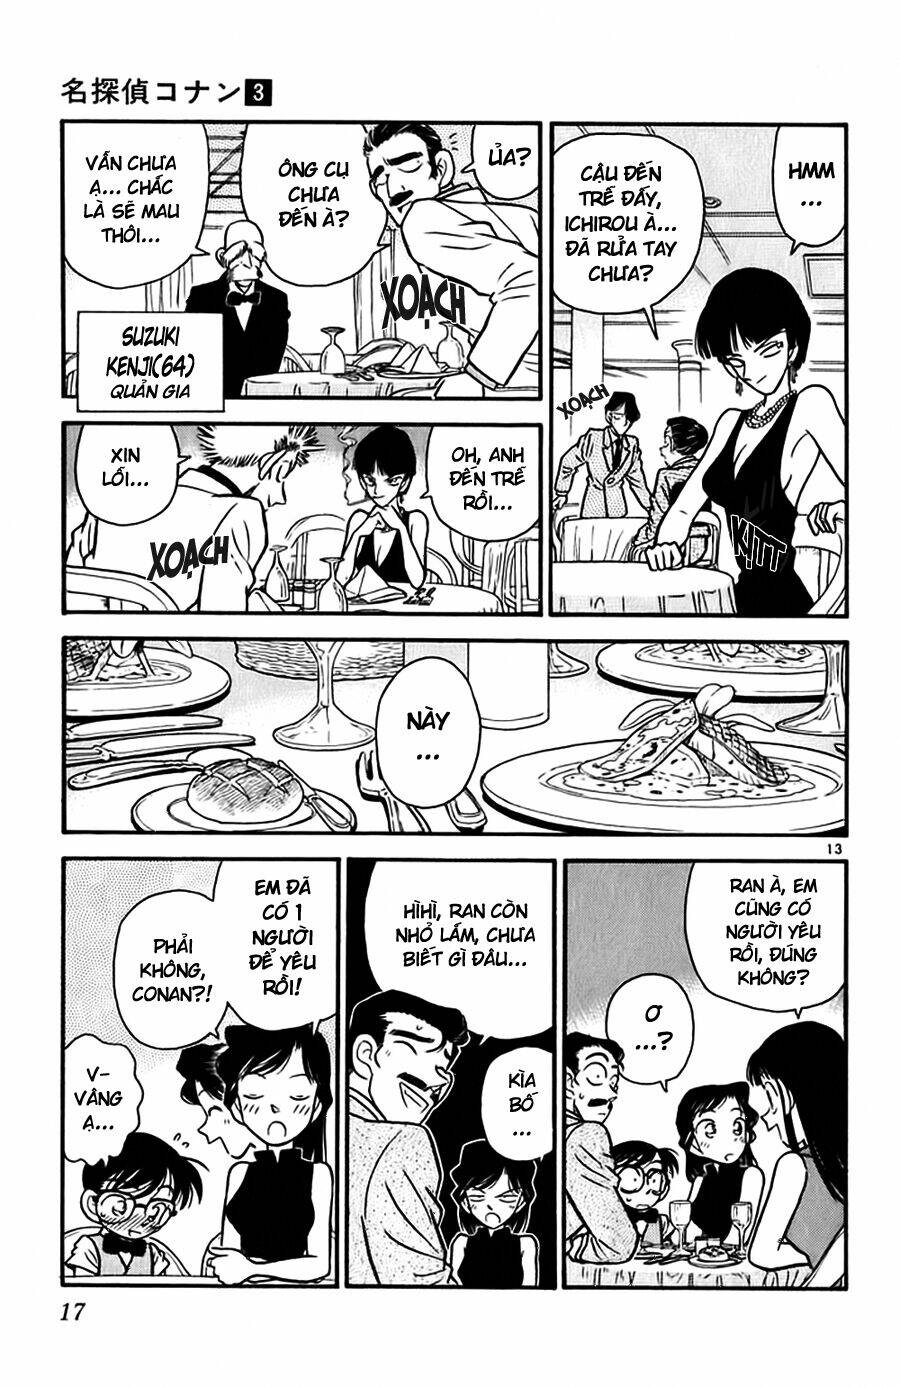 名探偵コナン3
HMM
...
CẬU ĐẾN
TRỄ ĐẤY,
ICHIROU À...
ĐÃ RỬA TAY
CHƯA?
XOẠCH
KỊTT
ỦA?
ÔNG CỤ
CHƯA
ĐẾN À?
VẪN CHƯA
Ạ... CHẮC
LÀ SẼ MAU
THÔI...
XOẠCH
SUZUKI
KENJI(64)
QUẢN GIA
OH, ANH
ĐẾN TRỄ
RỒI...
XIN
LỖI...
XOẠCH
NÀY
...
13
RAN À, EM
CŨNG CÓ
NGƯỜI YÊU
RỒI, ĐÚNG
KHÔNG?
Ơ
...?
HÌHÌ, RAN CÒN
NHỎ LẮM, CHƯA
BIẾT GÌ ĐÂU...
KÌA
BỐ
...
EM ĐÃ
CÓ 1
NGƯỜI
ĐỂ YÊU
RỒI!
PHẢI
KHÔNG,
CONAN?!
V-
VÂNG
Ạ...
17